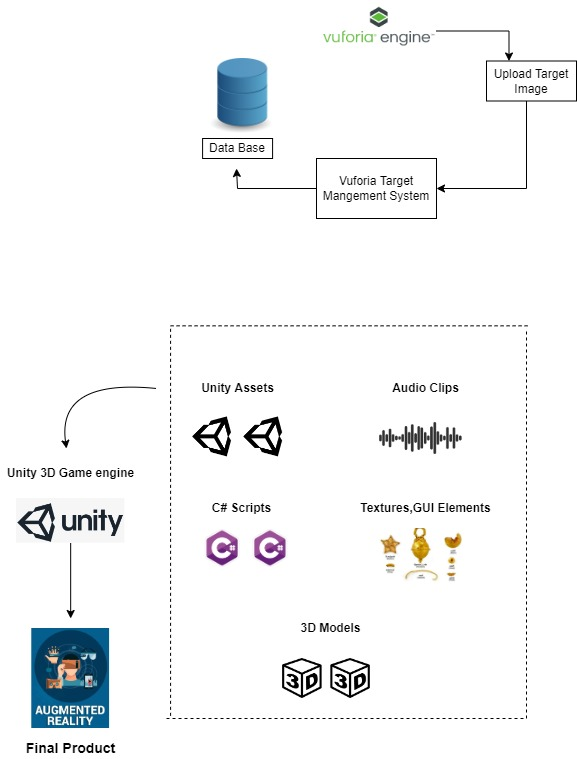 vuforia engine
Upload Target
Image
Data Base
Vuforia Target
Mangement System
Unity Assets
Audio Clips
Unity 3D Game engine
unity
C# Scripts
Textures,GUI Elements
C#
C#
3D Models
3D
3D
AUGMENTED
REALITY
Final Product